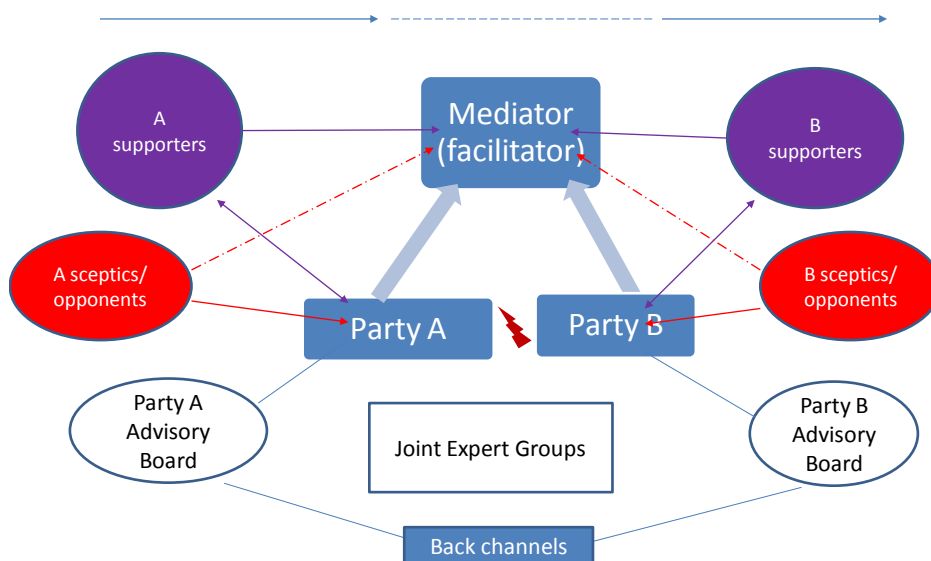 Mediator
(facilitator)
A
supporters
B
supporters
A sceptics/
opponents
B sceptics/
opponents
Party A
Party B
Party A
Advisory
Board
Joint Expert Groups
Party B
Advisory
Board
Back channels